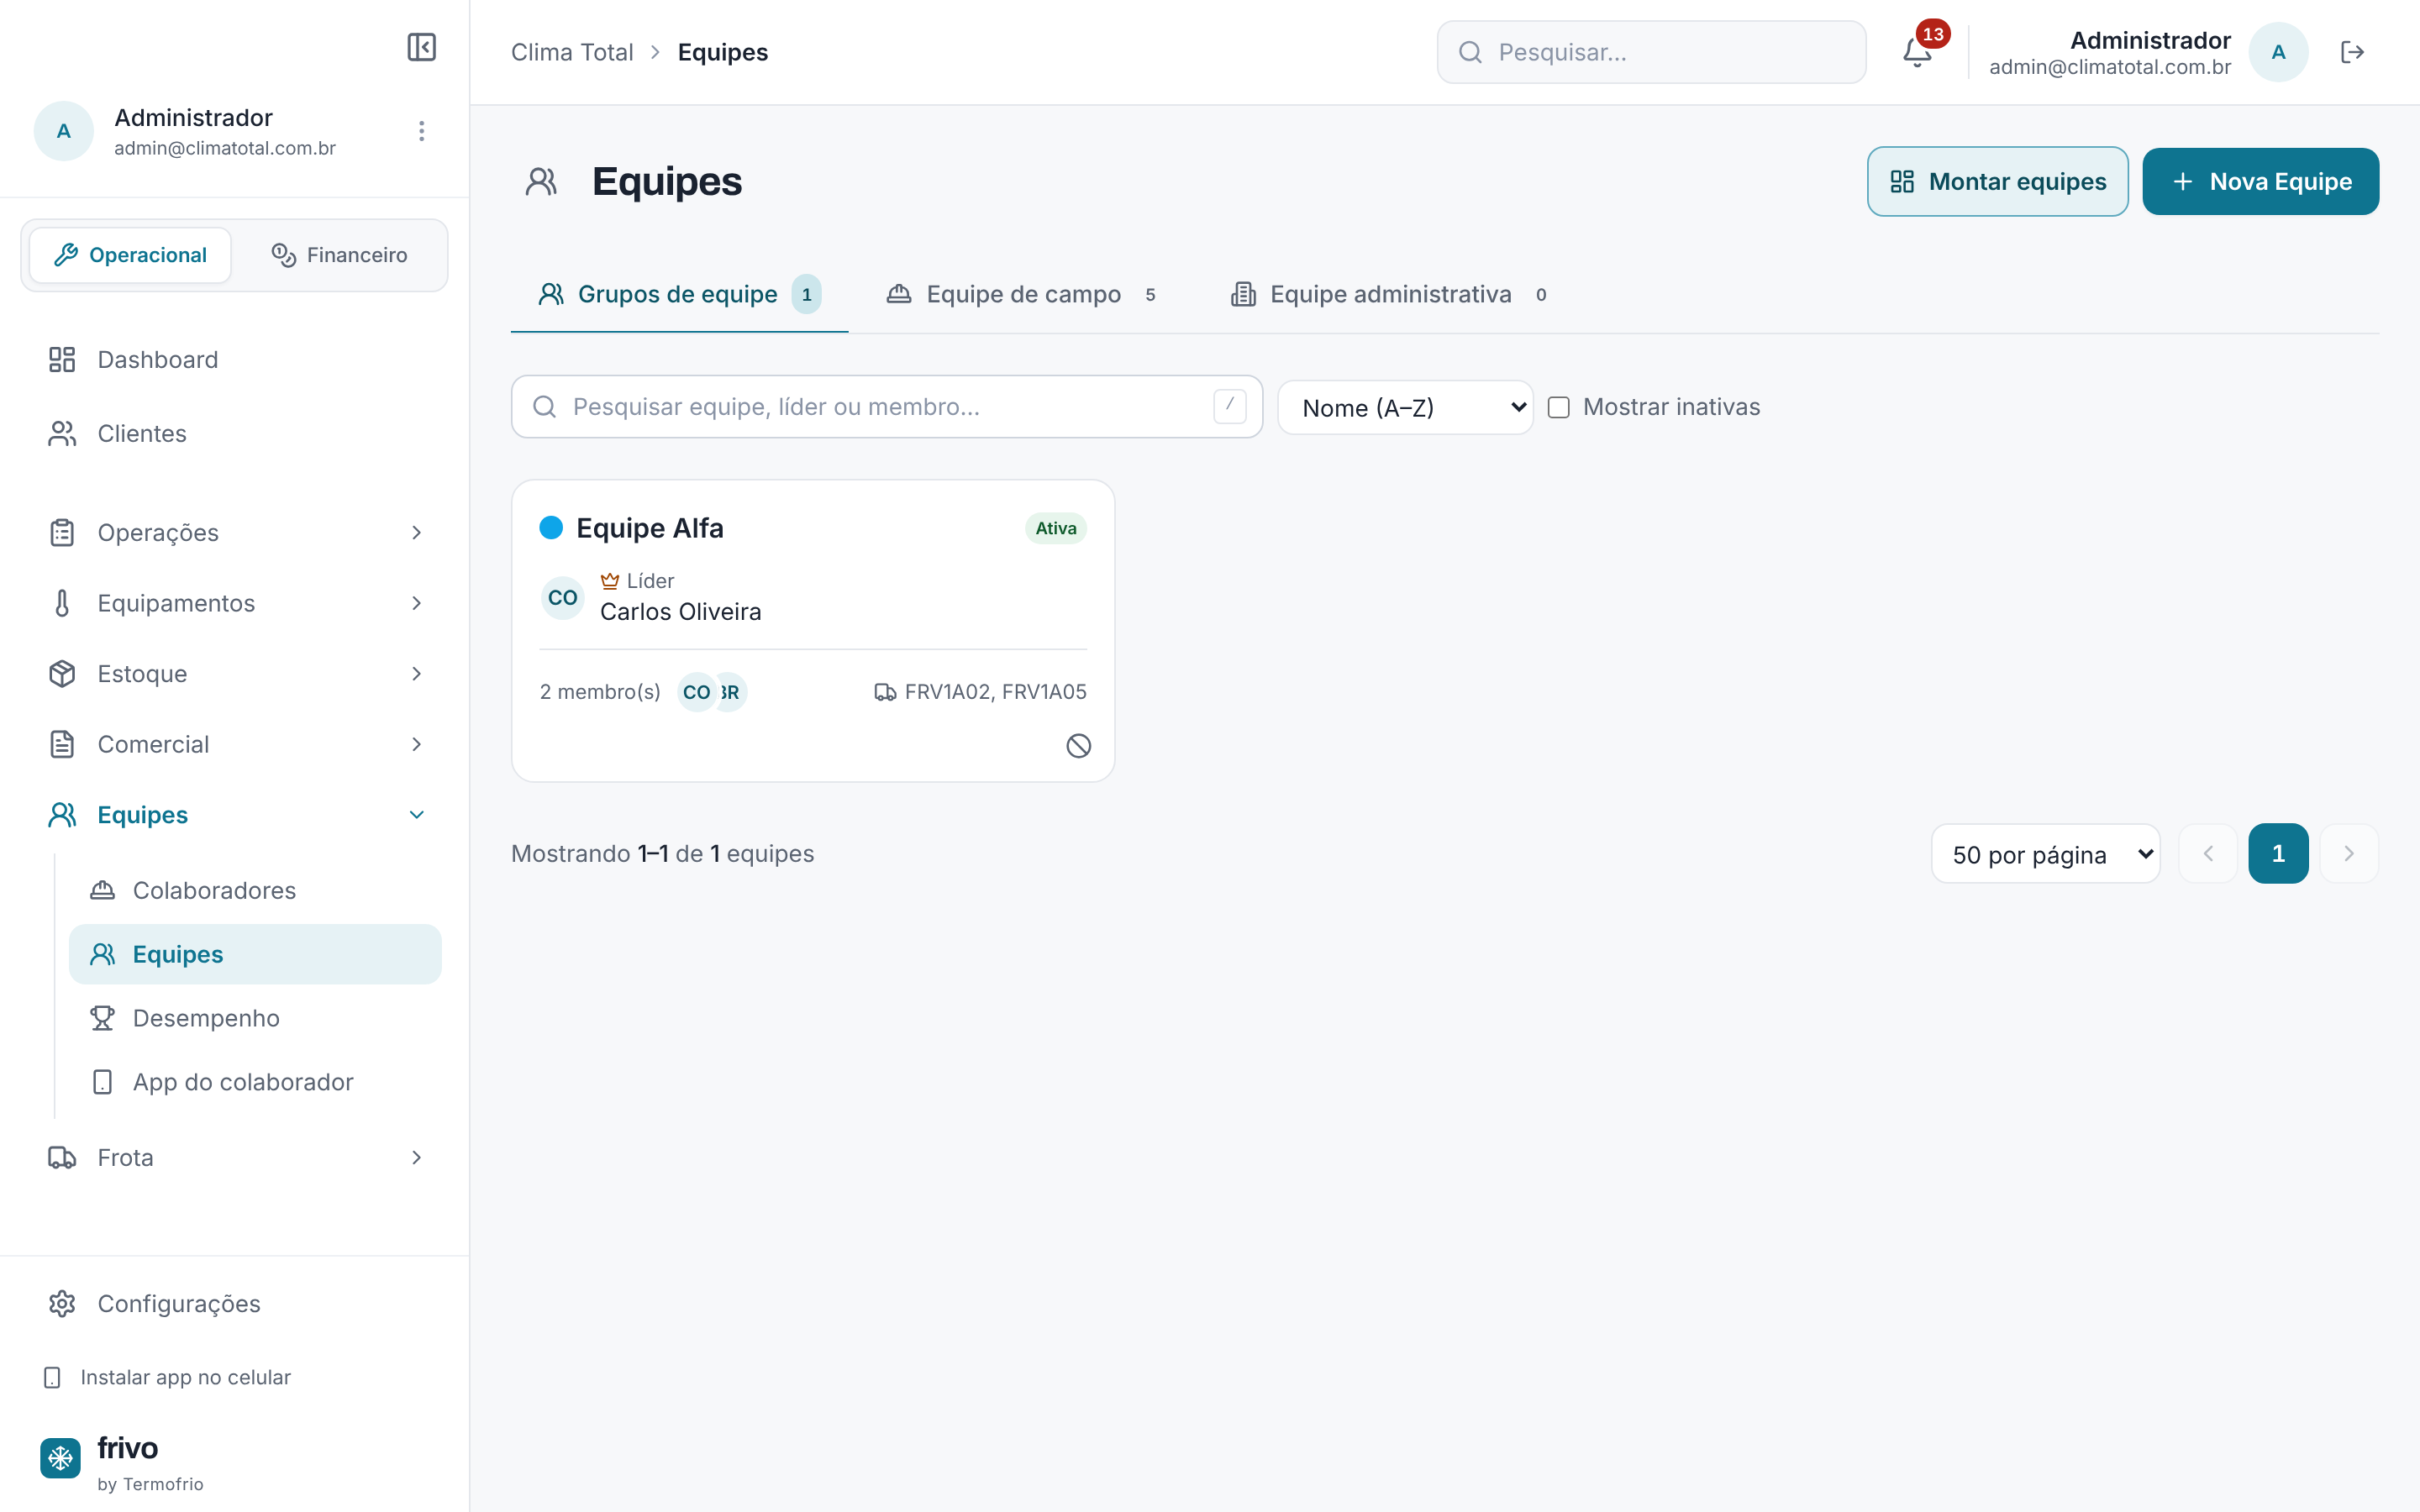 Clima Total > Equipes
Pesquisar...
13
Administrador
admin@climatotal.com.br
A
A
Administrador
admin@climatotal.com.br
Operacional
Financeiro
Dashboard
Clientes
Operações
Equipamentos
Estoque
Comercial
Equipes
Colaboradores
Equipes
Desempenho
App do colaborador
Frota
Configurações
Instalar app no celular
frivo
by Termofrio
Equipes
Montar equipes
+ Nova Equipe
Grupos de equipe 1
Equipe de campo 5
Equipe administrativa 0
Pesquisar equipe, líder ou membro... /
Nome (A–Z)
Mostrar inativas
Equipe Alfa
Ativa
CO
Líder
Carlos Oliveira
2 membro(s) CO BR
FRV1A02, FRV1A05
Mostrando 1–1 de 1 equipes
50 por página
1